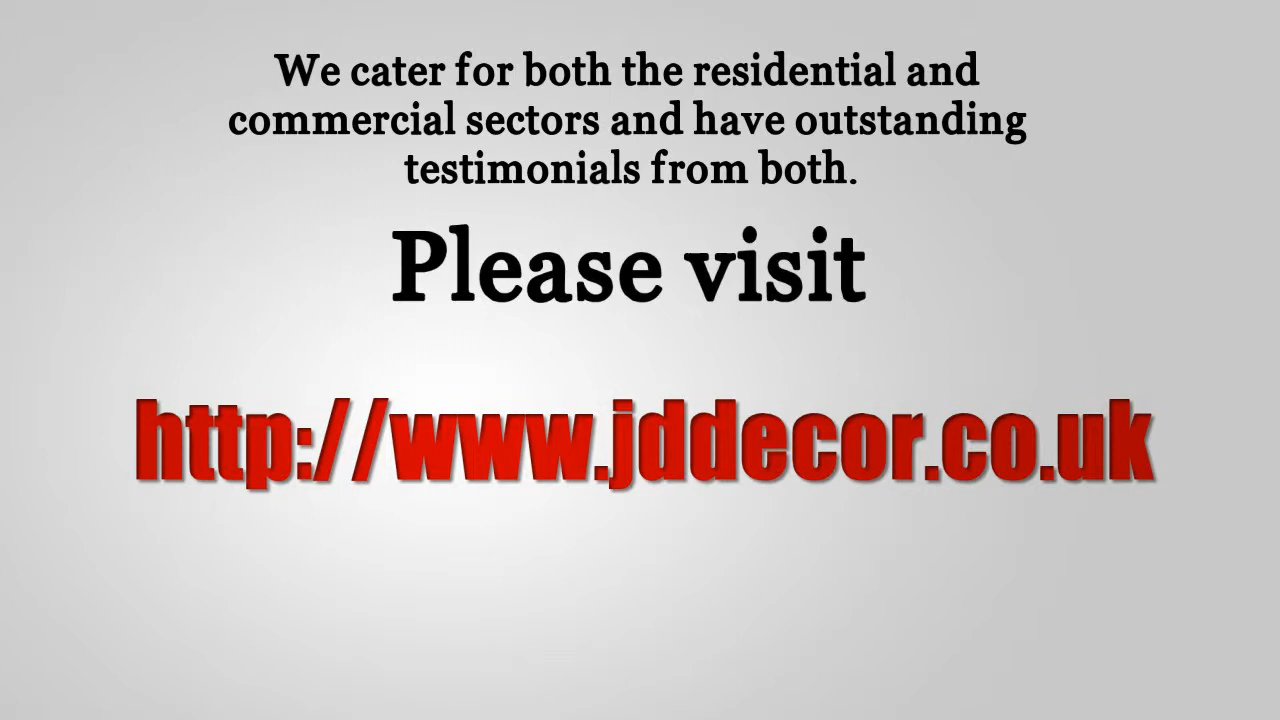 We cater for both the residential and
commercial sectors and have outstanding
testimonials from both.
Please visit
http://www.jddecor.co.uk